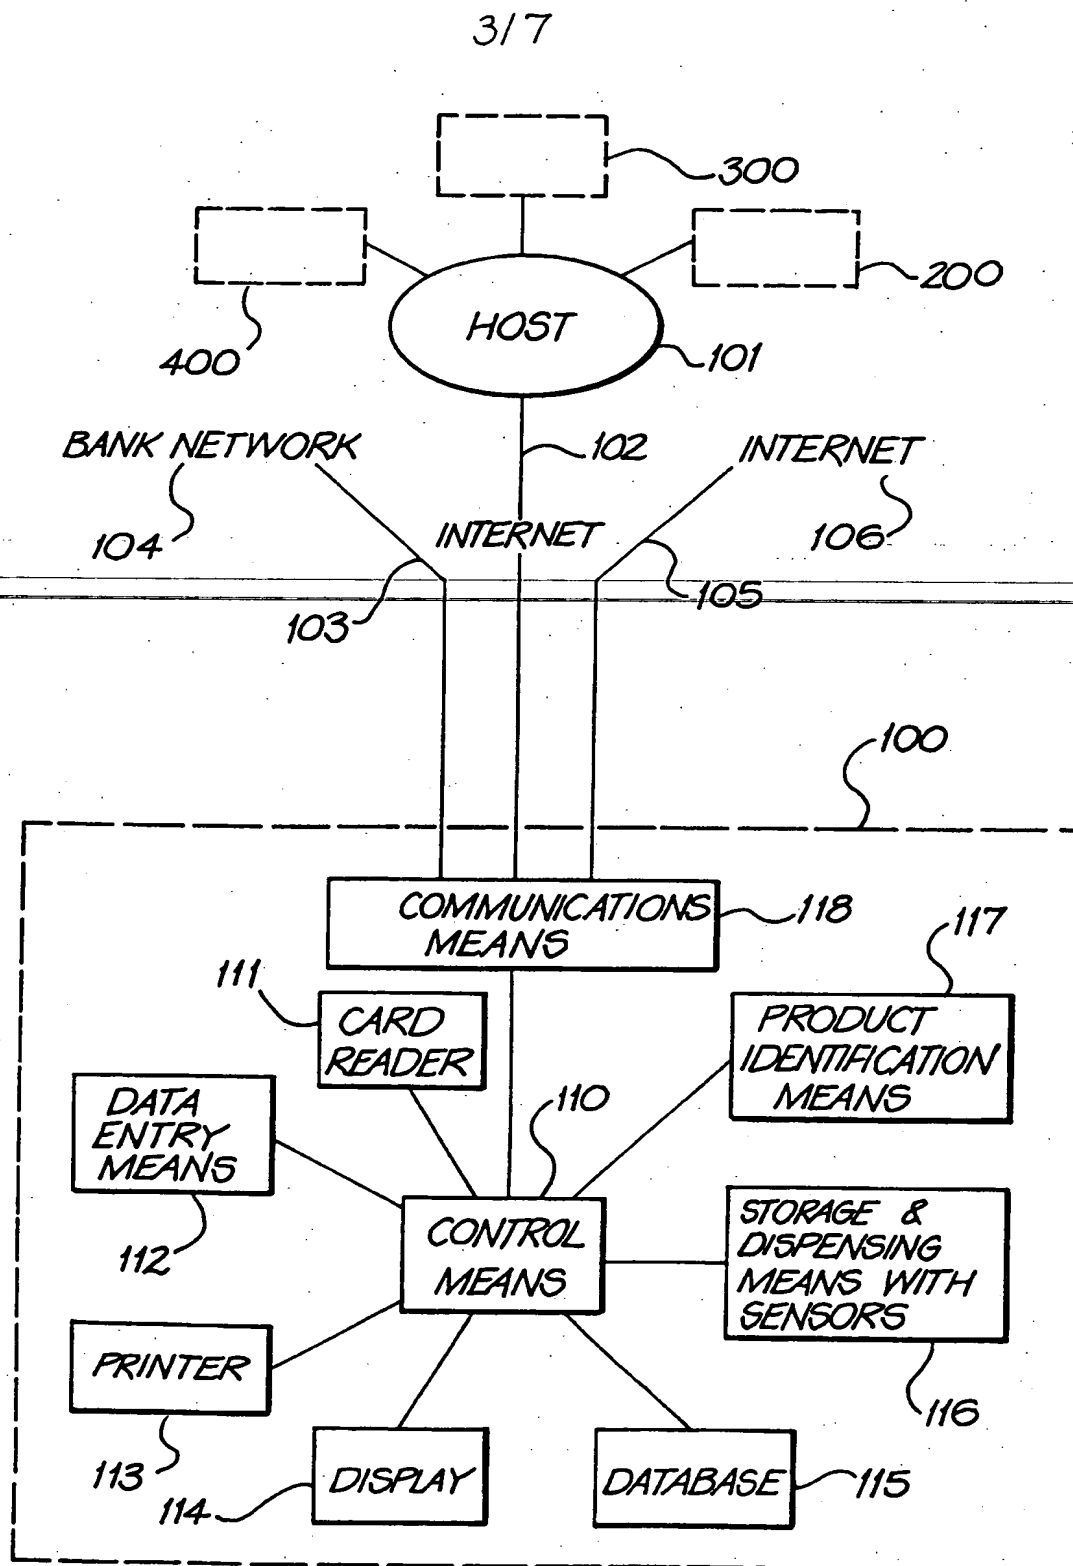 3/7
300
200
400
HOST
101
BANK NETWORK
102
INTERNET
104
INTERNET
106
103
105
100
COMMUNICATIONS
MEANS
118
117
111
CARD
READER
PRODUCT
IDENTIFICATION
MEANS
110
DATA
ENTRY
MEANS
112
CONTROL
MEANS
STORAGE &
DISPENSING
MEANS WITH
SENSORS
116
PRINTER
113
DISPLAY
114
DATABASE
115